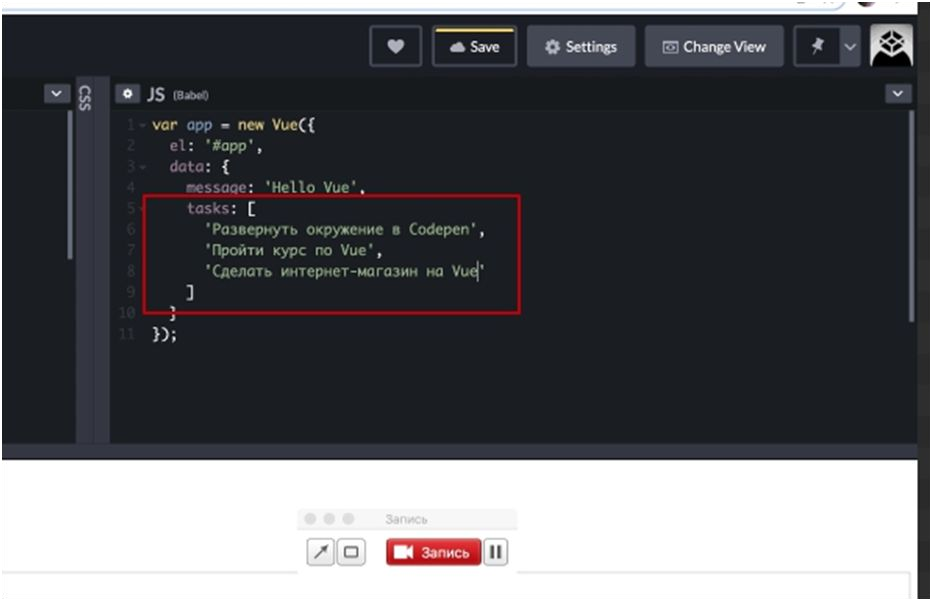 Save
Settings
Change View
CSS
JS (Babel)
1 var app = new Vue({
2 el: '#app',
3 data: {
4 message: 'Hello Vue',
5 tasks: [
6 'Развернуть окружение в Codepen',
7 'Пройти курс по Vue',
8 'Сделать интернет-магазин на Vue'
9 ]
10 }
11 });
Запись
Запись